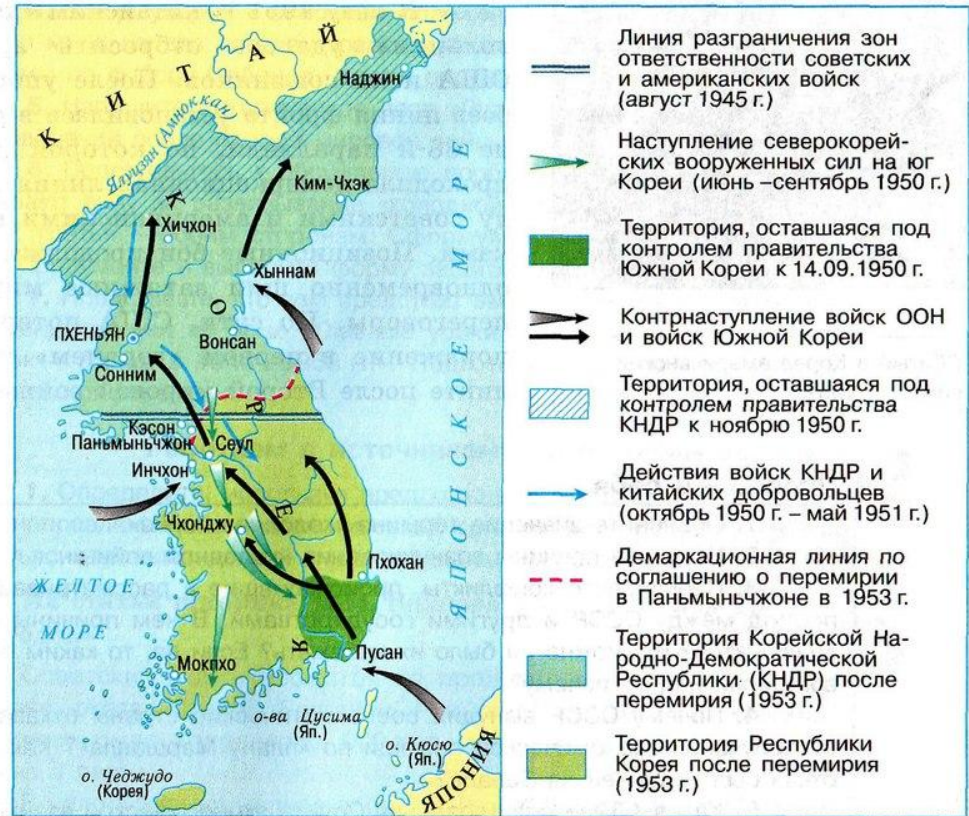 КИТАЙ
Наджин
Ялуцзян (Амноккан)
Ким-Чхэк
Хичхон
КОРЕЯ
Хыннам
ПХЕНЬЯН
Вонсан
Сонним
ЯПОНСКОЕ МОРЕ
Кэсон
Паньмыньчжон
Сеул
Инчхон
Чхонджу
Пхохан
ЖЕЛТОЕ
МОРЕ
Мокпхо
Пусан
о-ва Цусима
(Яп.)
о. Кюсю
(Яп.)
о. Чеджудо
(Корея)
ЯПОНИЯ
Линия разграничения зон
ответственности советских
и американских войск
(август 1945 г.)
Наступление северокорей-
ских вооруженных сил на юг
Кореи (июнь –сентябрь 1950 г.)
Территория, оставшаяся под
контролем правительства
Южной Кореи к 14.09.1950 г.
Контрнаступление войск ООН
и войск Южной Кореи
Территория, оставшаяся под
контролем правительства
КНДР к ноябрю 1950 г.
Действия войск КНДР и
китайских добровольцев
(октябрь 1950 г. – май 1951 г.)
Демаркационная линия по
соглашению о перемирии
в Паньмыньчжоне в 1953 г.
Территория Корейской На-
родно-Демократической
Республики (КНДР) после
перемирия (1953 г.)
Территория Республики
Корея после перемирия
(1953 г.)